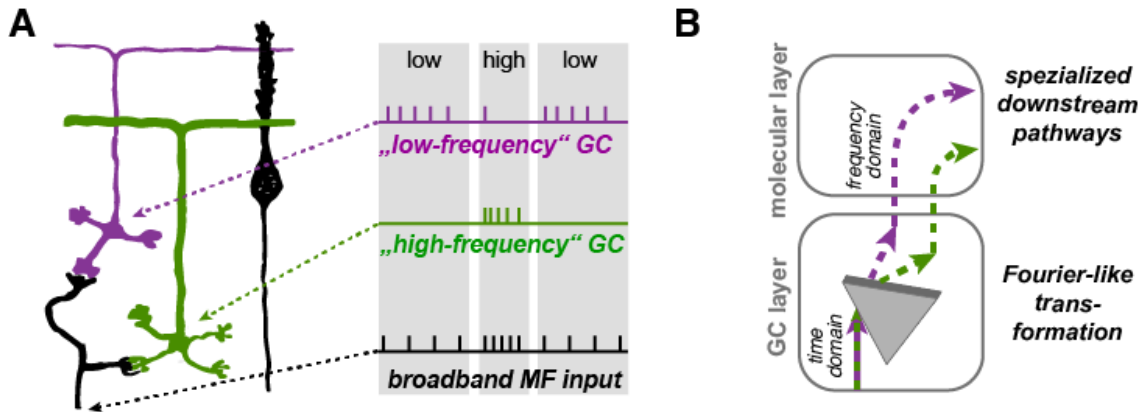 A
low high low
„low-frequency“ GC
„high-frequency“ GC
broadband MF input
B
molecular layer
GC layer
frequency
domain
time
domain
spezialized
downstream
pathways
Fourier-like
trans-
formation